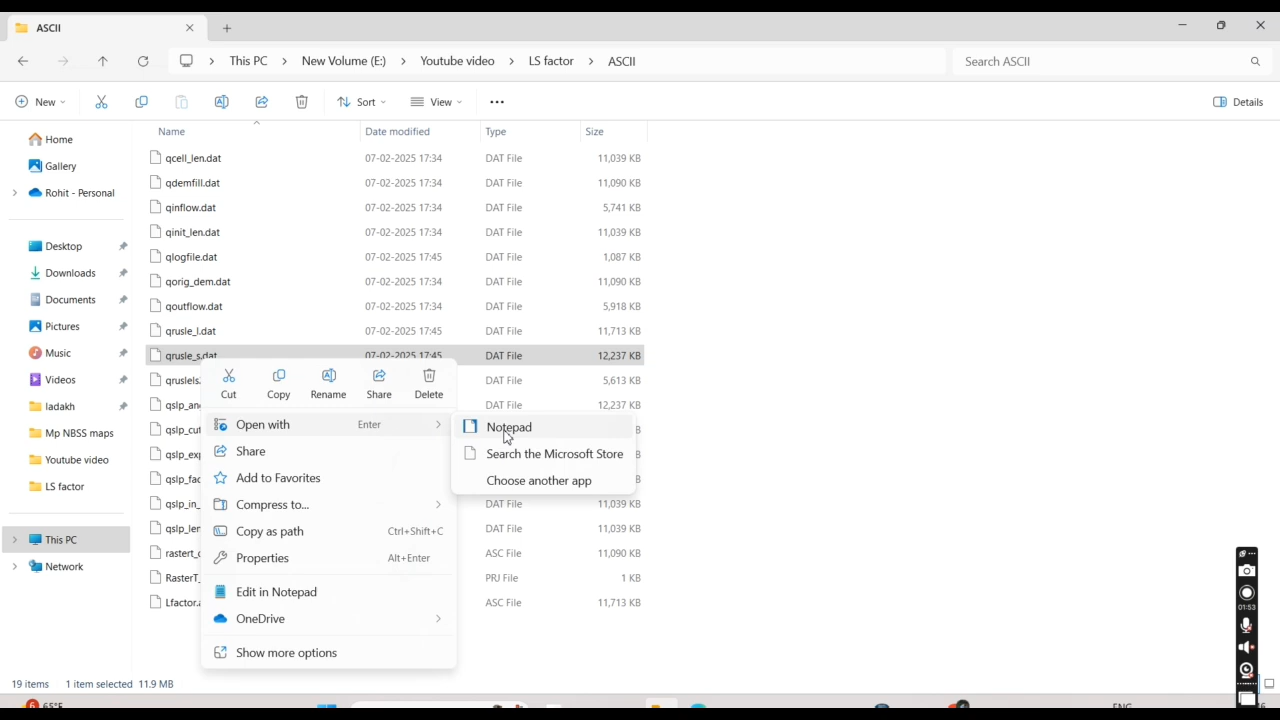 ASCII
This PC > New Volume (E:) > Youtube video > LS factor > ASCII
Search ASCII
New
Sort
View
Details
Name Date modified Type Size
Home
Gallery
Rohit - Personal
Desktop
Downloads
Documents
Pictures
Music
Videos
ladakh
Mp NBSS maps
Youtube video
LS factor
This PC
Network
qcell_len.dat 07-02-2025 17:34 DAT File 11,039 KB
qdemfill.dat 07-02-2025 17:34 DAT File 11,090 KB
qinflow.dat 07-02-2025 17:34 DAT File 5,741 KB
qinit_len.dat 07-02-2025 17:34 DAT File 11,039 KB
qlogfile.dat 07-02-2025 17:45 DAT File 1,087 KB
qorig_dem.dat 07-02-2025 17:34 DAT File 11,090 KB
qoutflow.dat 07-02-2025 17:34 DAT File 5,918 KB
qrusle_l.dat 07-02-2025 17:45 DAT File 11,713 KB
qrusle_s.dat 07-02-2025 17:45 DAT File 12,237 KB
qrusle​ls. DAT File 5,613 KB
qslp_an DAT File 12,237 KB
qslp_cut
qslp_exp
qslp_fac
qslp_in_ DAT File 11,039 KB
qslp_len DAT File 11,039 KB
rastert_ ASC File 11,090 KB
RasterT_ PRJ File 1 KB
Lfactor.a ASC File 11,713 KB
Cut Copy Rename Share Delete
Open with Enter
Share
Add to Favorites
Compress to...
Copy as path Ctrl+Shift+C
Properties Alt+Enter
Edit in Notepad
OneDrive
Show more options
Notepad
Search the Microsoft Store
Choose another app
01:53
19 items 1 item selected 11.9 MB
6 65°F
ENG